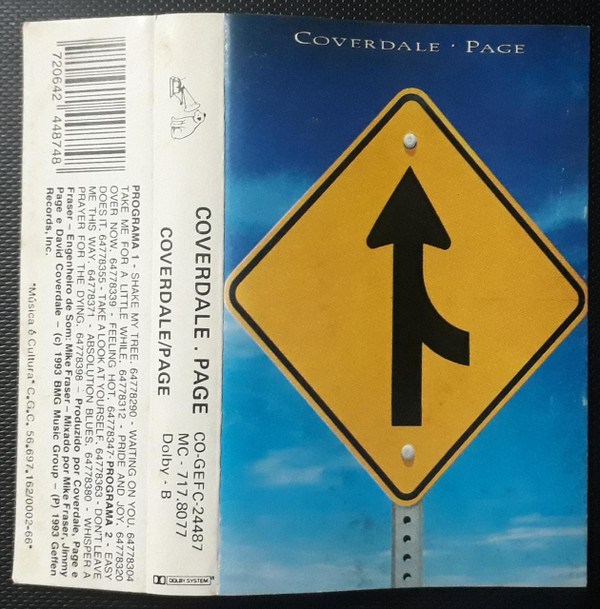 COVERDALE · PAGE
720642 448748
PROGRAMA 1 - SHAKE MY TREE. 64778290 - WAITING ON YOU. 64778304
TAKE ME FOR A LITTLE WHILE. 64778312 - PRIDE AND JOY. 64778320
OVER NOW. 64778339 - FEELING HOT. 64778347-PROGRAMA 2 - EASY
DOES IT. 64778355 - TAKE A LOOK AT YOURSELF. 64778363 - DON'T LEAVE
ME THIS WAY. 64778371 - ABSOLUTION BLUES. 64778380 - WHISPER A
PRAYER FOR THE DYING. 64778398 – Produzido por Coverdale, Page e
Fraser – Engenheiro de Som: Mike Fraser – Mixado por Mike Fraser, Jimmy
Page e David Coverdale – (c) 1993 BMG Music Group – (P) 1993 Geffen
Records, Inc.
"Música é Cultura" C.G.C. 56.697.162/0002-66"
COVERDALE . PAGE
COVERDALE/PAGE
CO-GEFC-24487
MC - 717.8077
Dolby - B
DOLBY SYSTEM